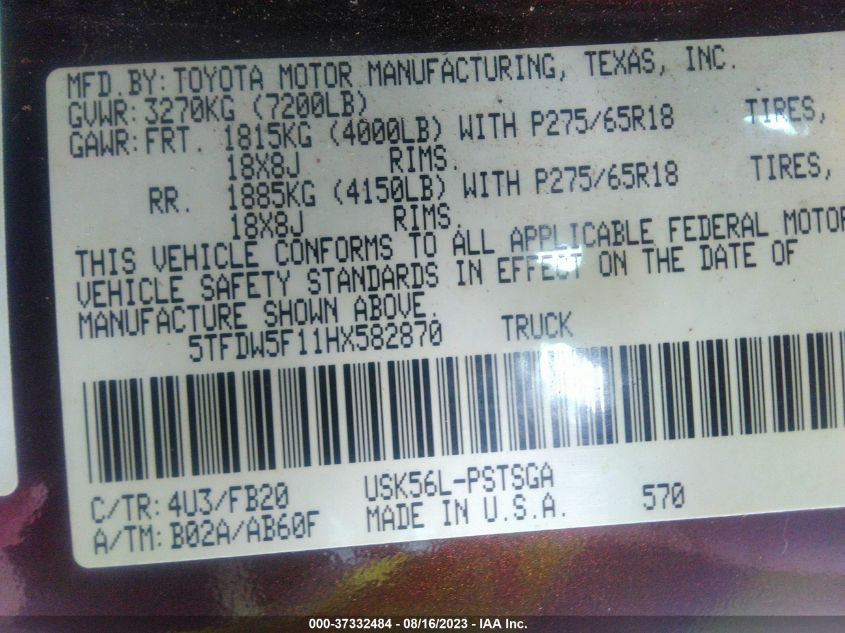 MFD.BY: TOYOTA MOTOR MANUFACTURING, TEXAS, INC.
GVWR: 3270KG (7200LB)
GAWR: FRT. 1815KG (4000LB) WITH P275/65R18 TIRES,
18X8J RIMS.
RR. 1885KG (4150LB) WITH P275/65R18 TIRES,
18X8J RIMS.
THIS VEHICLE CONFORMS TO ALL APPLICABLE FEDERAL MOTOR
VEHICLE SAFETY STANDARDS IN EFFECT ON THE DATE OF
MANUFACTURE SHOWN ABOVE.
5TFDW5F11HX582870 TRUCK
C/TR: 4U3/FB20 USK56L-PSTSGA
A/TM: B02A/AB60F MADE IN U.S.A. 570
000-37332484 - 08/16/2023 - IAA Inc.